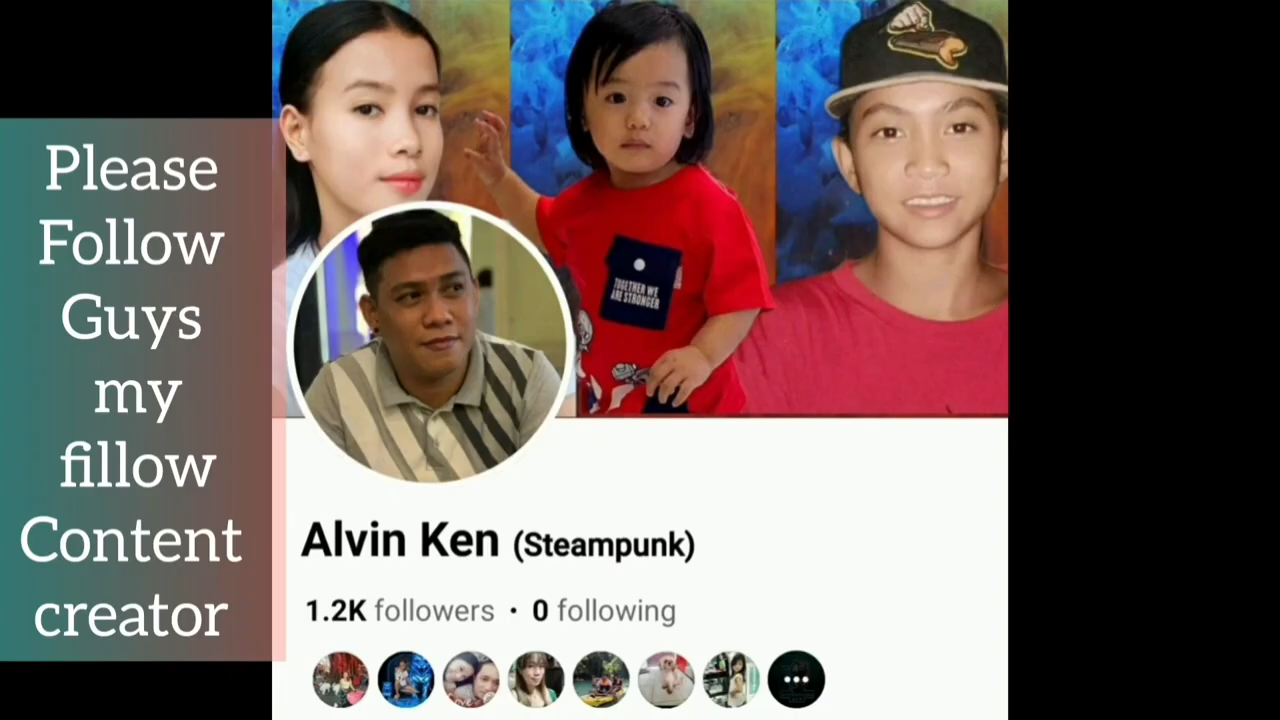 Please
Follow
Guys
my
fillow
Content
creator
TOGETHER WE
ARE STRONGER
Alvin Ken (Steampunk)
1.2K followers • 0 following